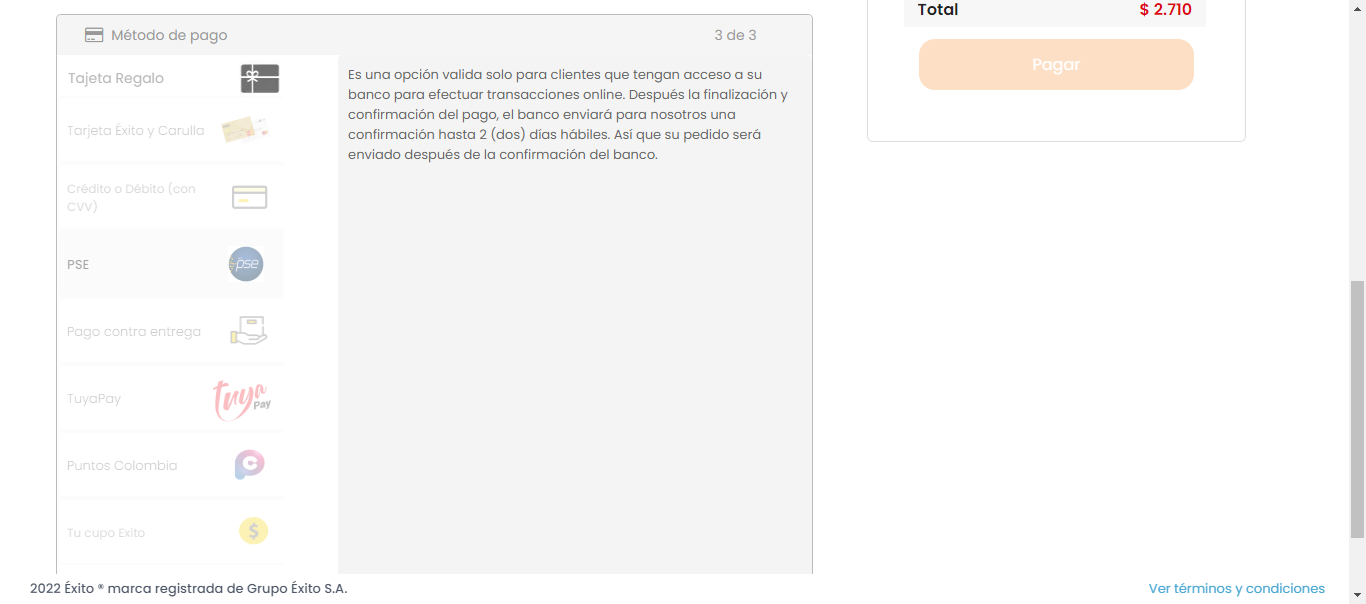 Método de pago
3 de 3
Tajeta Regalo
Tarjeta Éxito y Carulla
Crédito o Débito (con
CVV)
PSE
pse
Pago contra entrega
TuyaPay
tuya
Pay
Puntos Colombia
Tu cupo Exito
$
Es una opción valida solo para clientes que tengan acceso a su
banco para efectuar transacciones online. Después la finalización y
confirmación del pago, el banco enviará para nosotros una
confirmación hasta 2 (dos) días hábiles. Así que su pedido será
enviado después de la confirmación del banco.
Total
$ 2.710
Pagar
2022 Éxito ® marca registrada de Grupo Éxito S.A.
Ver términos y condiciones